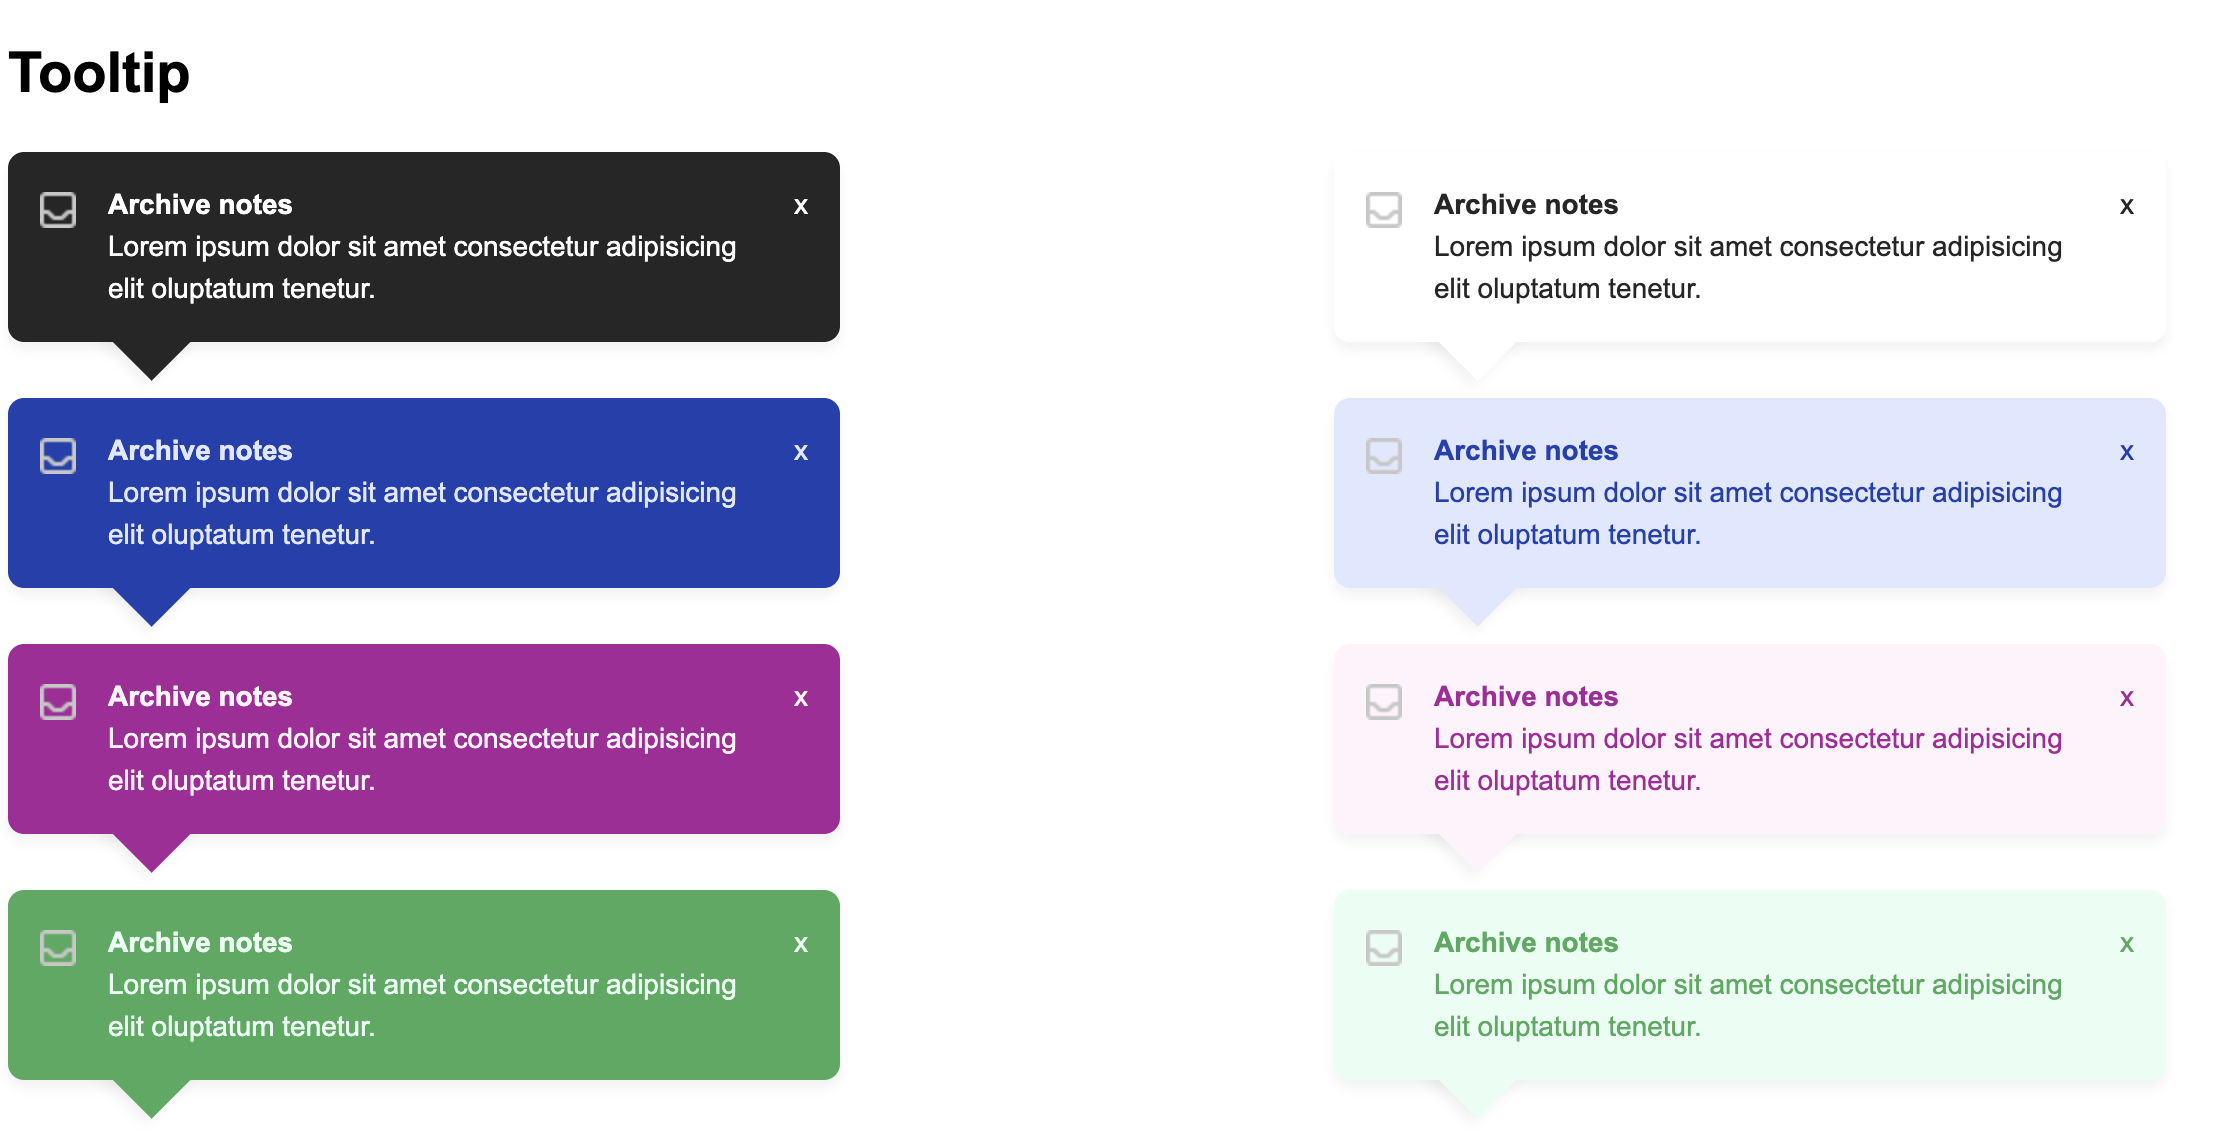 Tooltip
Archive notes
x
Lorem ipsum dolor sit amet consectetur adipisicing
elit oluptatum tenetur.
Archive notes
x
Lorem ipsum dolor sit amet consectetur adipisicing
elit oluptatum tenetur.
Archive notes
x
Lorem ipsum dolor sit amet consectetur adipisicing
elit oluptatum tenetur.
Archive notes
x
Lorem ipsum dolor sit amet consectetur adipisicing
elit oluptatum tenetur.
Archive notes
x
Lorem ipsum dolor sit amet consectetur adipisicing
elit oluptatum tenetur.
Archive notes
x
Lorem ipsum dolor sit amet consectetur adipisicing
elit oluptatum tenetur.
Archive notes
x
Lorem ipsum dolor sit amet consectetur adipisicing
elit oluptatum tenetur.
Archive notes
x
Lorem ipsum dolor sit amet consectetur adipisicing
elit oluptatum tenetur.